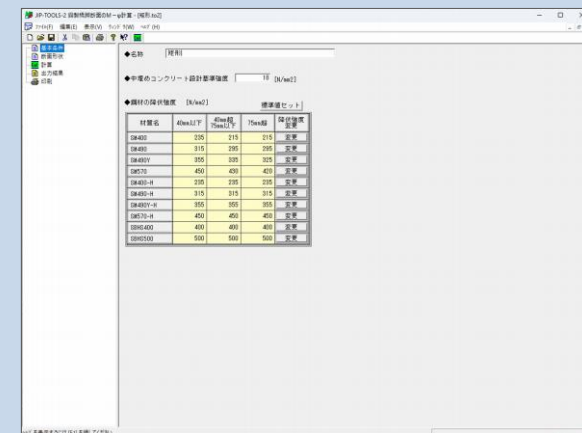 JIP-TOOLS-2 鋼製橋脚断面のM-φ計算 - [矩形.to2]
ファイル(F) 編集(E) 表示(V) ウィンドウ(W) ヘルプ(H)
基本条件
断面形状
計算
出力結果
印刷
◆名称 矩形
◆中埋めコンクリート設計基準強度 18 [N/mm2]
◆鋼材の降伏強度 [N/mm2] 標準値セット
材質名 40mm以下 40mm超75mm以下 75mm超 降伏強度変更
SM400 235 215 215 変更
SM490 315 295 295 変更
SM490Y 355 335 325 変更
SM570 450 430 420 変更
SM400-H 235 235 235 変更
SM490-H 315 315 315 変更
SM490Y-H 355 355 355 変更
SM570-H 450 450 450 変更
SBHS400 400 400 400 変更
SBHS500 500 500 500 変更